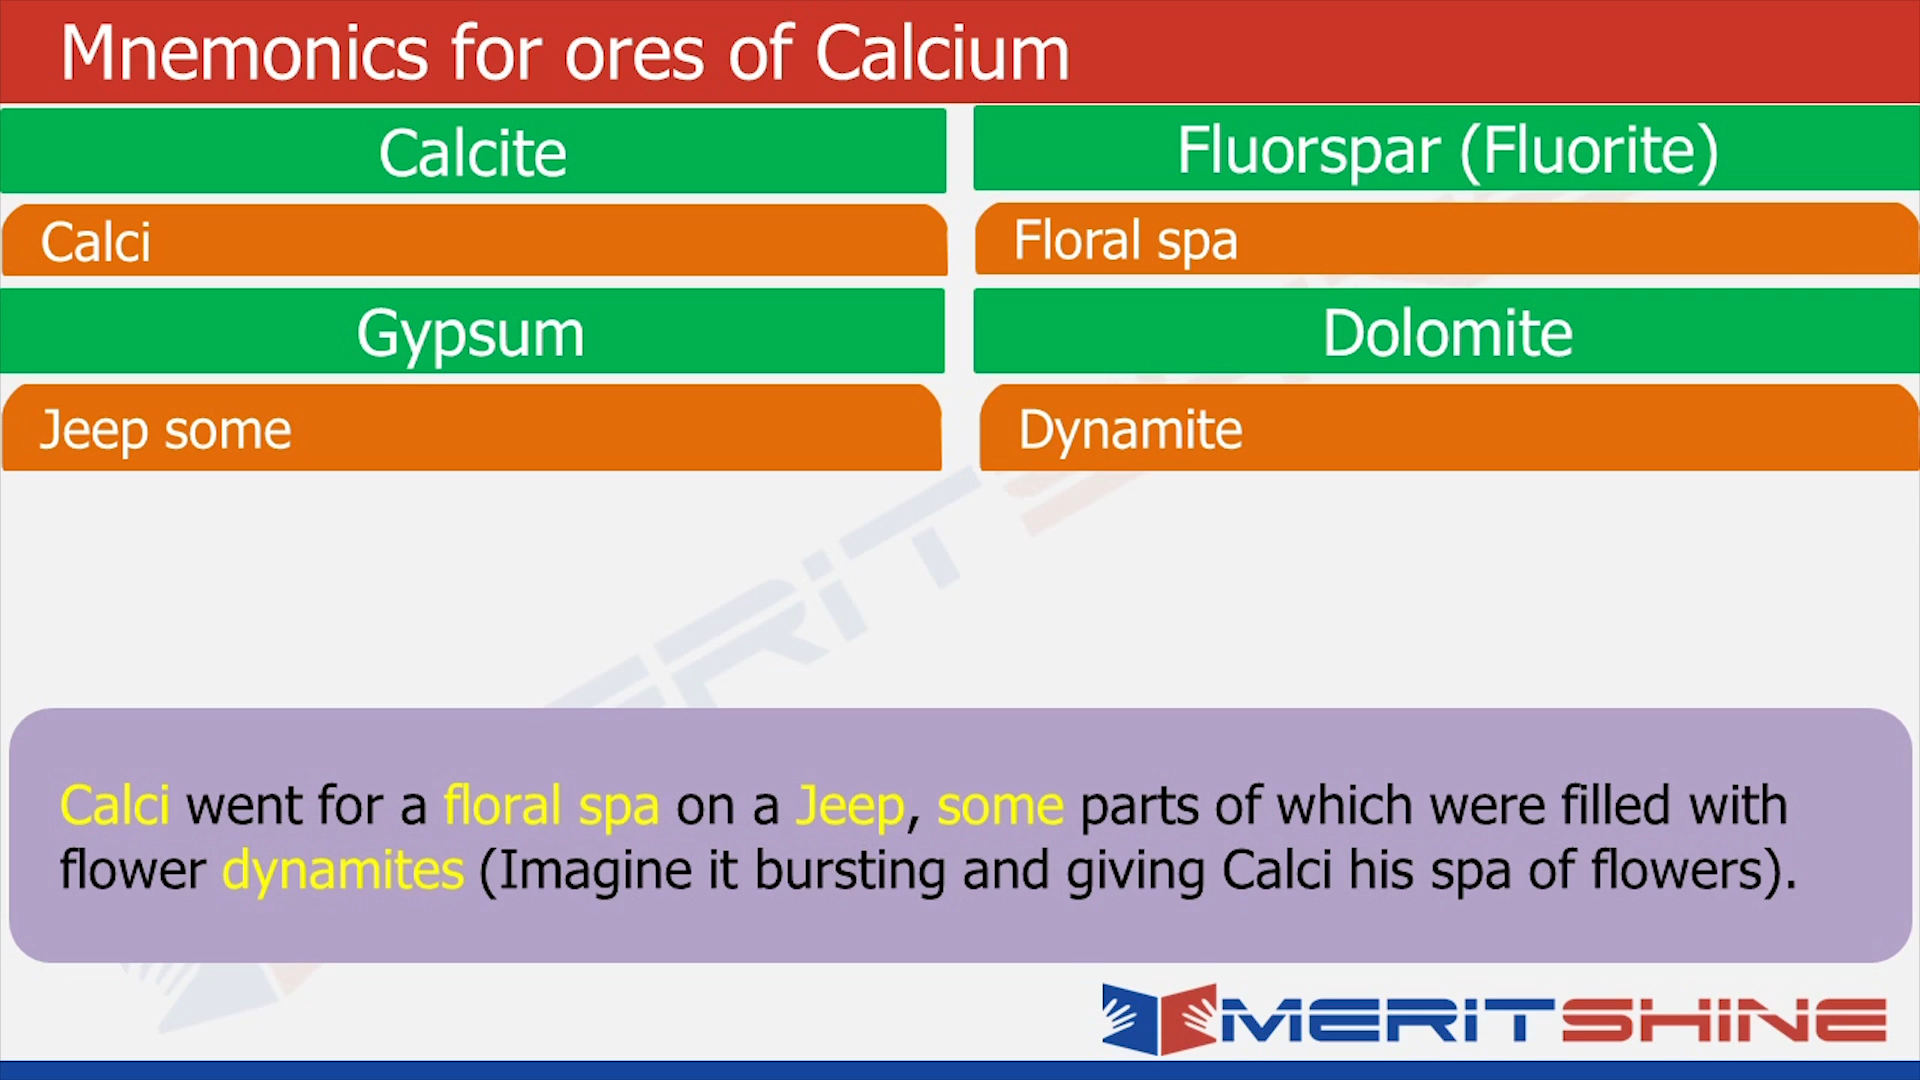 Mnemonics for ores of Calcium
Calcite
Fluorspar (Fluorite)
Calci
Floral spa
Gypsum
Dolomite
Jeep some
Dynamite
Calci went for a floral spa on a Jeep, some parts of which were filled with
flower dynamites (Imagine it bursting and giving Calci his spa of flowers).
MERiTSHiNE